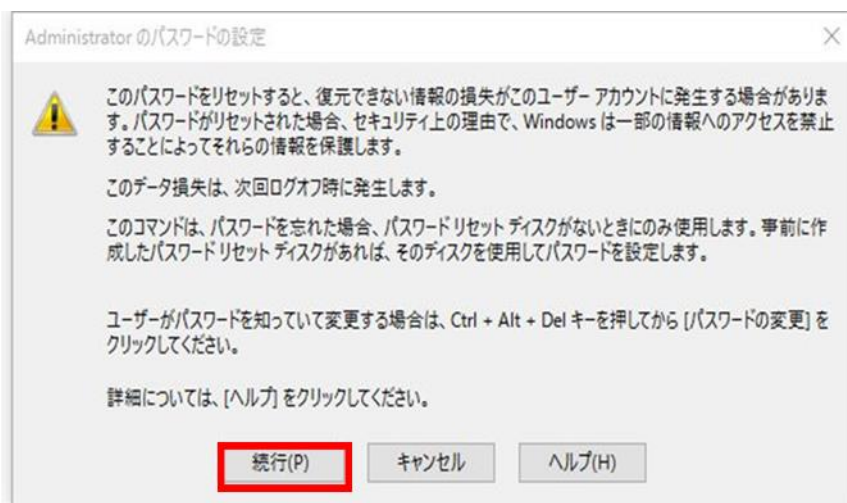 Administrator のパスワードの設定
このパスワードをリセットすると、復元できない情報の損失がこのユーザー アカウントに発生する場合がありま
す。パスワードがリセットされた場合、セキュリティ上の理由で、Windows は一部の情報へのアクセスを禁止
することによってそれらの情報を保護します。
このデータ損失は、次回ログオフ時に発生します。
このコマンドは、パスワードを忘れた場合、パスワード リセット ディスクがないときにのみ使用します。事前に作
成したパスワード リセット ディスクがあれば、そのディスクを使用してパスワードを設定します。
ユーザーがパスワードを知っていて変更する場合は、Ctrl + Alt + Del キーを押してから [パスワードの変更] を
クリックしてください。
詳細については、[ヘルプ] をクリックしてください。
続行(P) キャンセル ヘルプ(H)